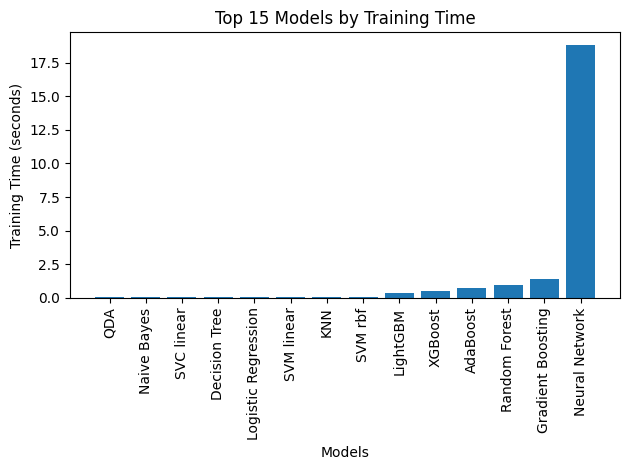 Top 15 Models by Training Time
Training Time (seconds)
17.5
15.0
12.5
10.0
7.5
5.0
2.5
0.0
QDA
Naive Bayes
SVC linear
Decision Tree
Logistic Regression
SVM linear
KNN
SVM rbf
LightGBM
XGBoost
AdaBoost
Random Forest
Gradient Boosting
Neural Network
Models